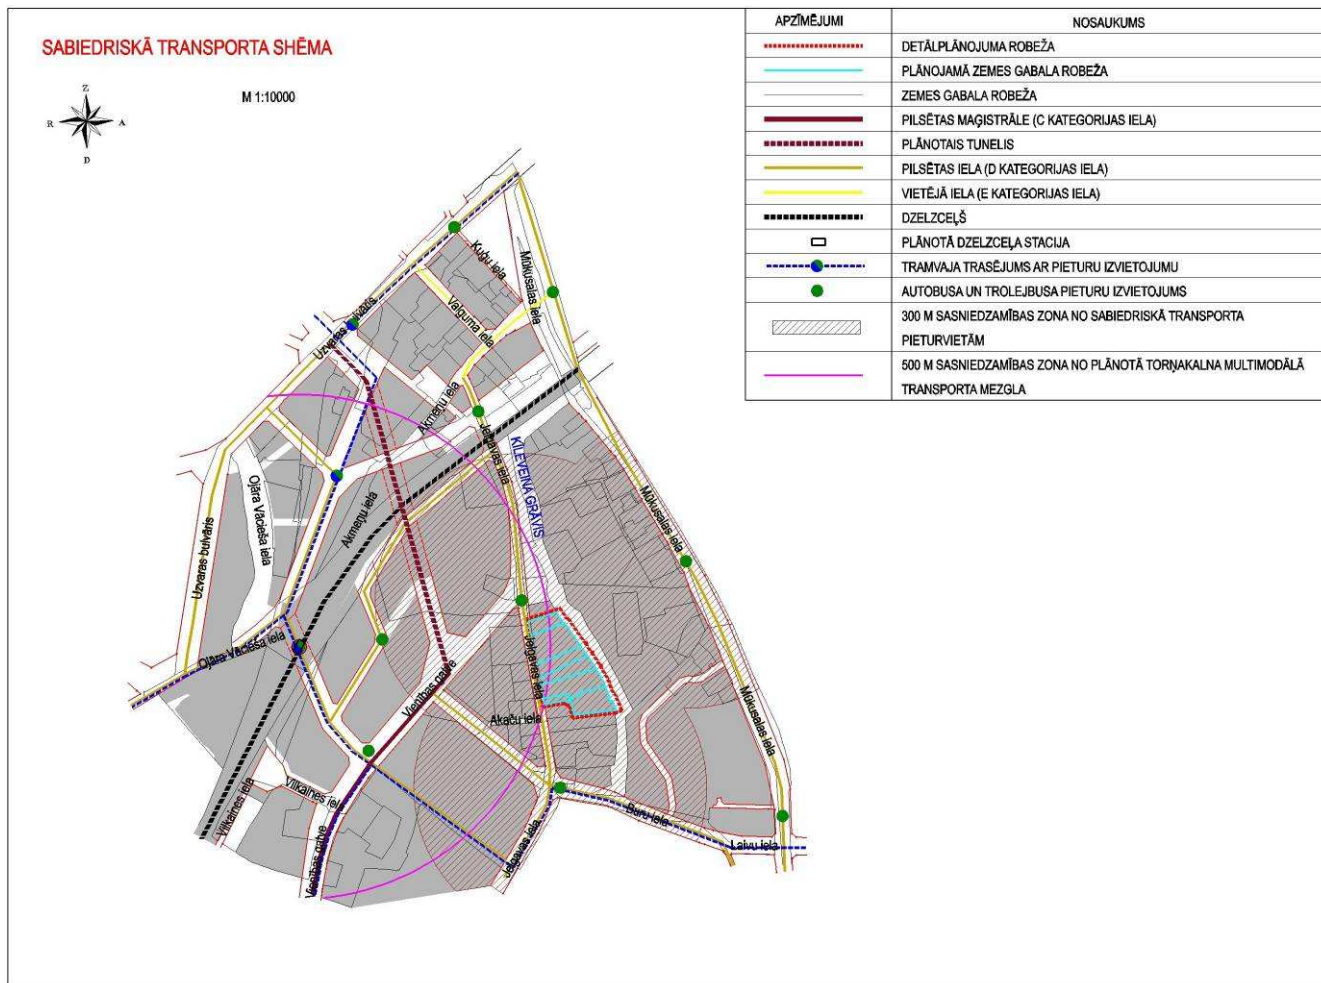 SABIEDRISKĀ TRANSPORTA SHĒMA
M 1:10000
Z
R
A
D
APZĪMĒJUMI
NOSAUKUMS
DETĀLPLĀNOJUMA ROBEŽA
PLĀNOJAMĀ ZEMES GABALA ROBEŽA
ZEMES GABALA ROBEŽA
PILSĒTAS MAĢISTRĀLE (C KATEGORIJAS IELA)
PLĀNOTAIS TUNELIS
PILSĒTAS IELA (D KATEGORIJAS IELA)
VIETĒJĀ IELA (E KATEGORIJAS IELA)
DZELZCEĻŠ
PLĀNOTĀ DZELZCEĻA STACIJA
TRAMVAJA TRASĒJUMS AR PIETURU IZVIETOJUMU
AUTOBUSA UN TROLEJBUSA PIETURU IZVIETOJUMS
300 M SASNIEDZAMĪBAS ZONA NO SABIEDRISKĀ TRANSPORTA
PIETURVIETĀM
500 M SASNIEDZAMĪBAS ZONA NO PLĀNOTĀ TORŅAKALNA MULTIMODĀLĀ
TRANSPORTA MEZGLA
Kuģu iela
Mūkusalas iela
Valguma iela
Uzvaras bulvāris
Akmeņu iela
Jelgavas iela
KĪLEVEINA GRĀVIS
Ojāra Vācieša iela
Akmeņu iela
Uzvaras bulvāris
Mūkusalas iela
Ojāra Vācieša iela
Jelgavas iela
Vienības gatve
Akaču iela
Mūkusalas iela
Vilkaines iela
Vilkaines iel
Buru iela
Laivu iela
Jelgavas iela
Vienības gatve